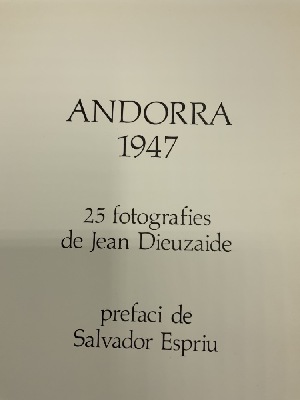 ANDORRA
1947
25 fotografies
de Jean Dieuzaide
prefaci de
Salvador Espriu